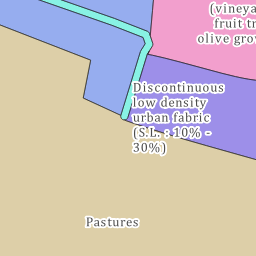 (vineya
fruit tr
olive grov
Discontinuous
low density
urban fabric
(S.L. : 10% -
30%)
Pastures